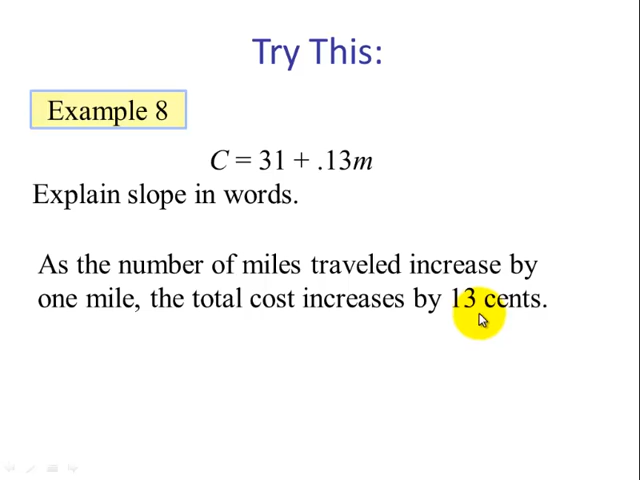 Try This:
Example 8
C = 31 + .13m
Explain slope in words.
As the number of miles traveled increase by
one mile, the total cost increases by 13 cents.